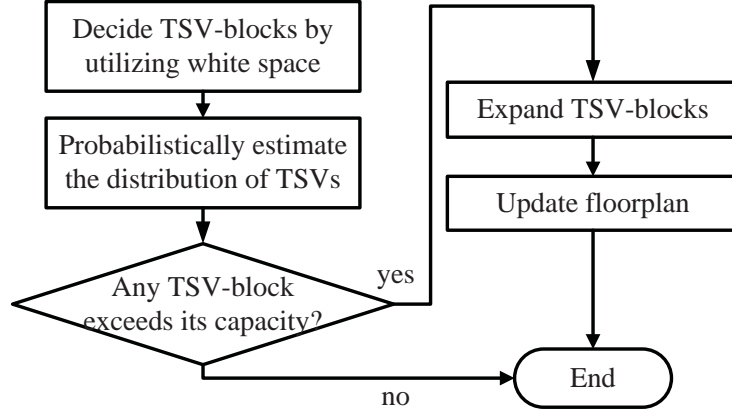 Decide TSV-blocks by
utilizing white space
Probabilistically estimate
the distribution of TSVs
Any TSV-block
exceeds its capacity?
yes
no
Expand TSV-blocks
Update floorplan
End